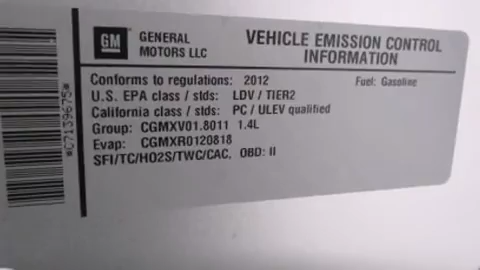 GM
GENERAL
MOTORS LLC
VEHICLE EMISSION CONTROL
INFORMATION
Conforms to regulations: 2012 Fuel: Gasoline
U.S. EPA class / stds: LDV / TIER2
California class / stds: PC / ULEV qualified
Group: CGMXV01.8011 1.4L
Evap: CGMXR0120818
SFI/TC/HO2S/TWC/CAC, OBD: II
*C7139675*